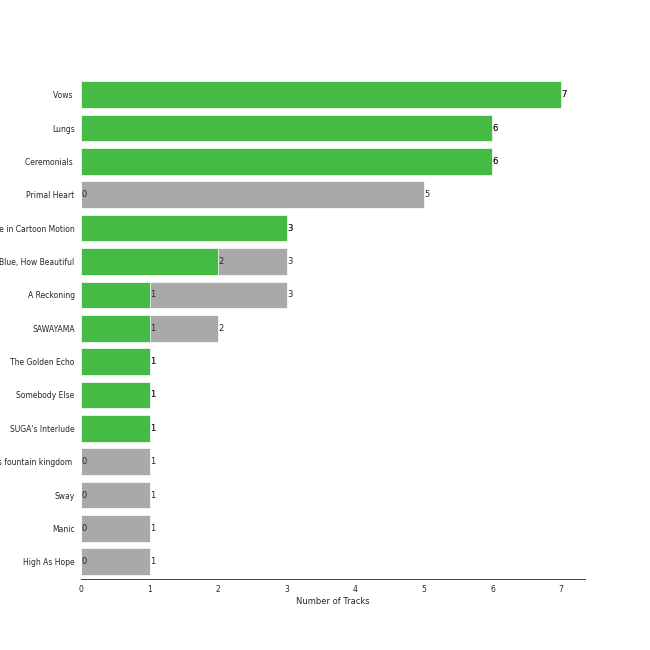 Vows 7
Lungs 6
Ceremonials 6
Primal Heart 0 5
e in Cartoon Motion 3
Blue, How Beautiful 2 3
A Reckoning 1 3
SAWAYAMA 1 2
The Golden Echo 1
Somebody Else 1
SUGA's Interlude 1
s fountain kingdom 0 1
Sway 0 1
Manic 0 1
High As Hope 0 1
0 1 2 3 4 5 6 7
Number of Tracks